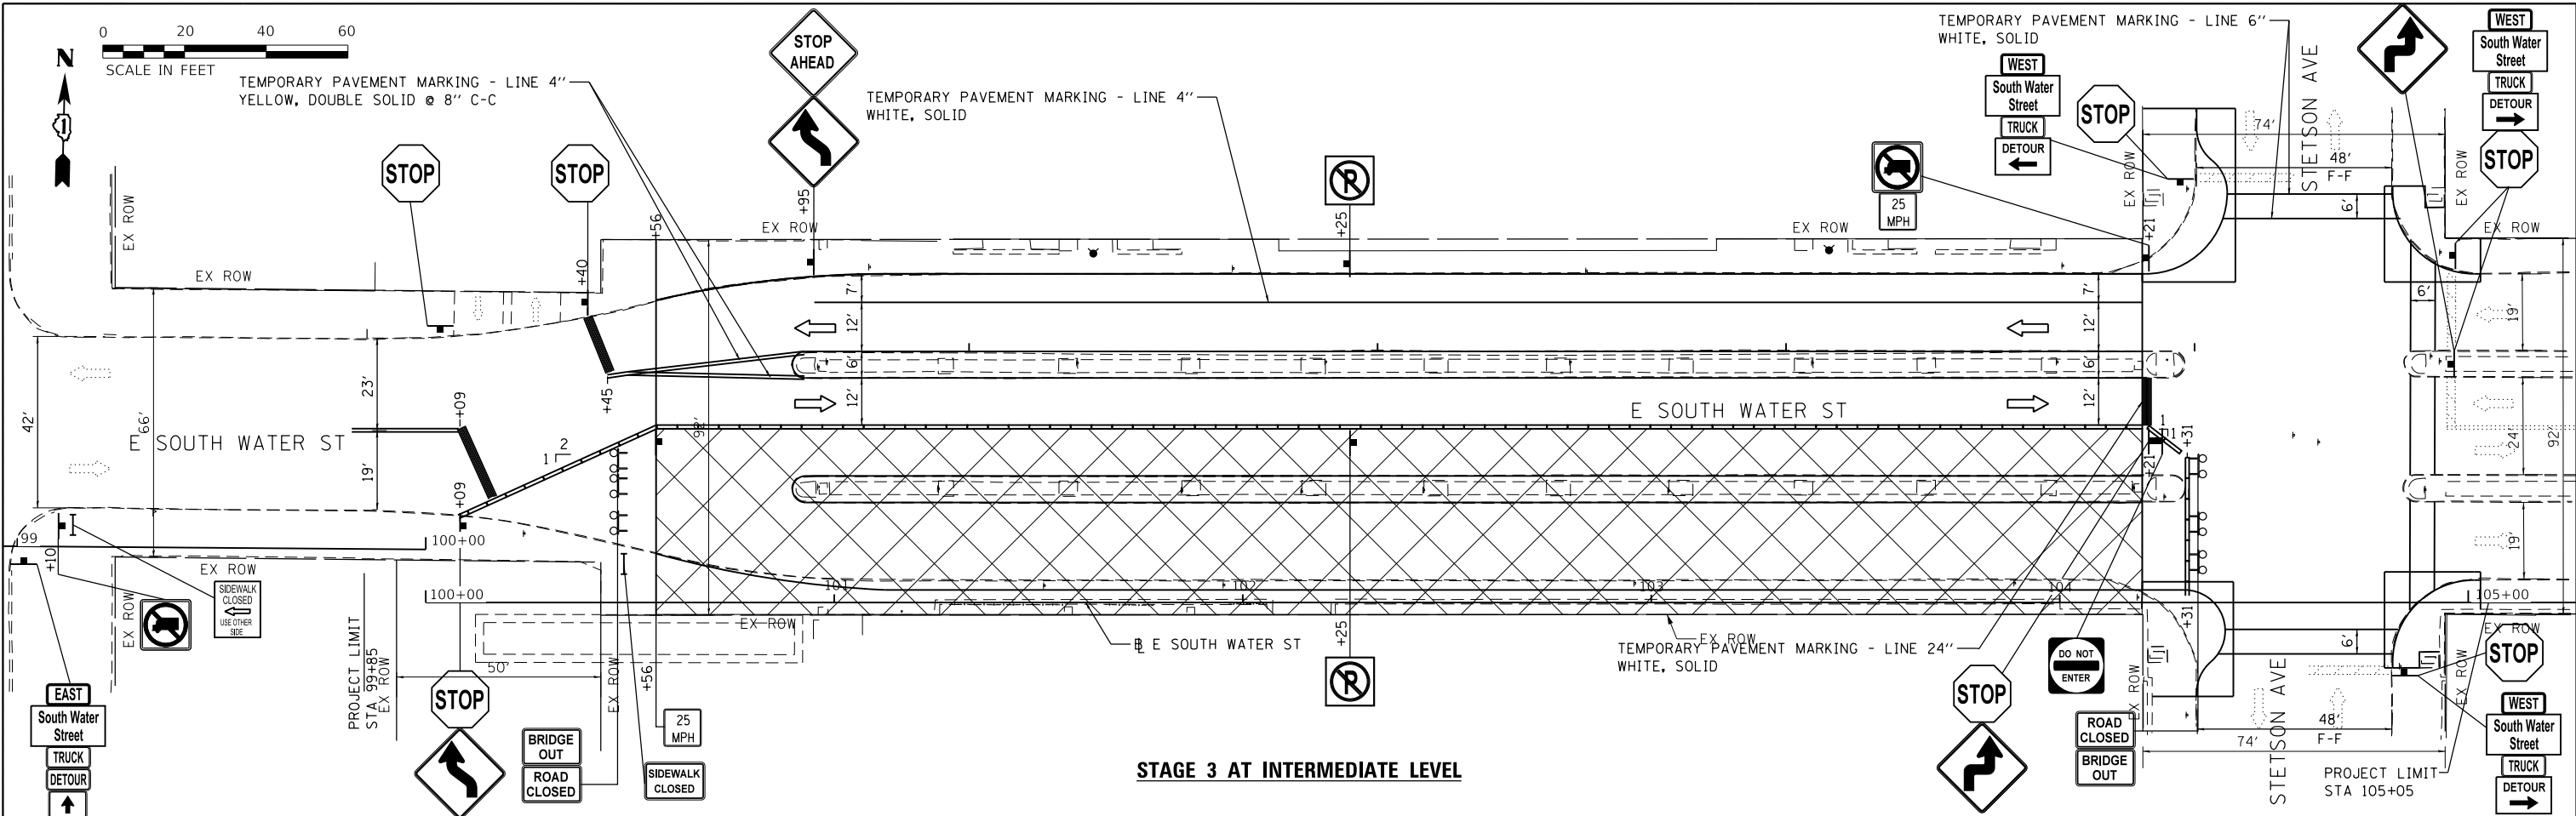 0 20 40 60
SCALE IN FEET
N
TEMPORARY PAVEMENT MARKING - LINE 4"
YELLOW, DOUBLE SOLID @ 8" C-C
STOP
STOP
STOP
AHEAD
TEMPORARY PAVEMENT MARKING - LINE 4"
WHITE, SOLID
P
TEMPORARY PAVEMENT MARKING - LINE 6"
WHITE, SOLID
WEST
South Water
Street
TRUCK
DETOUR
STOP
25
MPH
STETSON AVE
74'
48'
F-F
6'
WEST
South Water
Street
TRUCK
DETOUR
STOP
EX ROW
EX ROW
EX ROW
EX ROW
EX ROW
EX ROW
EX ROW
+40
+56
+95
+25
+21
+45
+09
+09
42'
66'
23'
19'
92'
7'
12'
6'
12'
7'
12'
6'
12'
6'
19'
24'
19'
92'
E SOUTH WATER ST
E SOUTH WATER ST
1
2
1
1
+21
+31
+31
99
+10
100+00
100+00
101
102
103
104
105+00
EX ROW
EX ROW
EX ROW
EX ROW
EX ROW
EX ROW
EX ROW
EX ROW
EX ROW
SIDEWALK
CLOSED
USE OTHER
SIDE
PROJECT LIMIT
STA 99+85
50'
+56
+25
℄ E SOUTH WATER ST
TEMPORARY PAVEMENT MARKING - LINE 24"
WHITE, SOLID
EAST
South Water
Street
TRUCK
DETOUR
STOP
BRIDGE
OUT
ROAD
CLOSED
25
MPH
SIDEWALK
CLOSED
P
STAGE 3 AT INTERMEDIATE LEVEL
STOP
DO NOT
ENTER
ROAD
CLOSED
BRIDGE
OUT
STETSON AVE
6'
48'
F-F
74'
PROJECT LIMIT
STA 105+05
STOP
WEST
South Water
Street
TRUCK
DETOUR